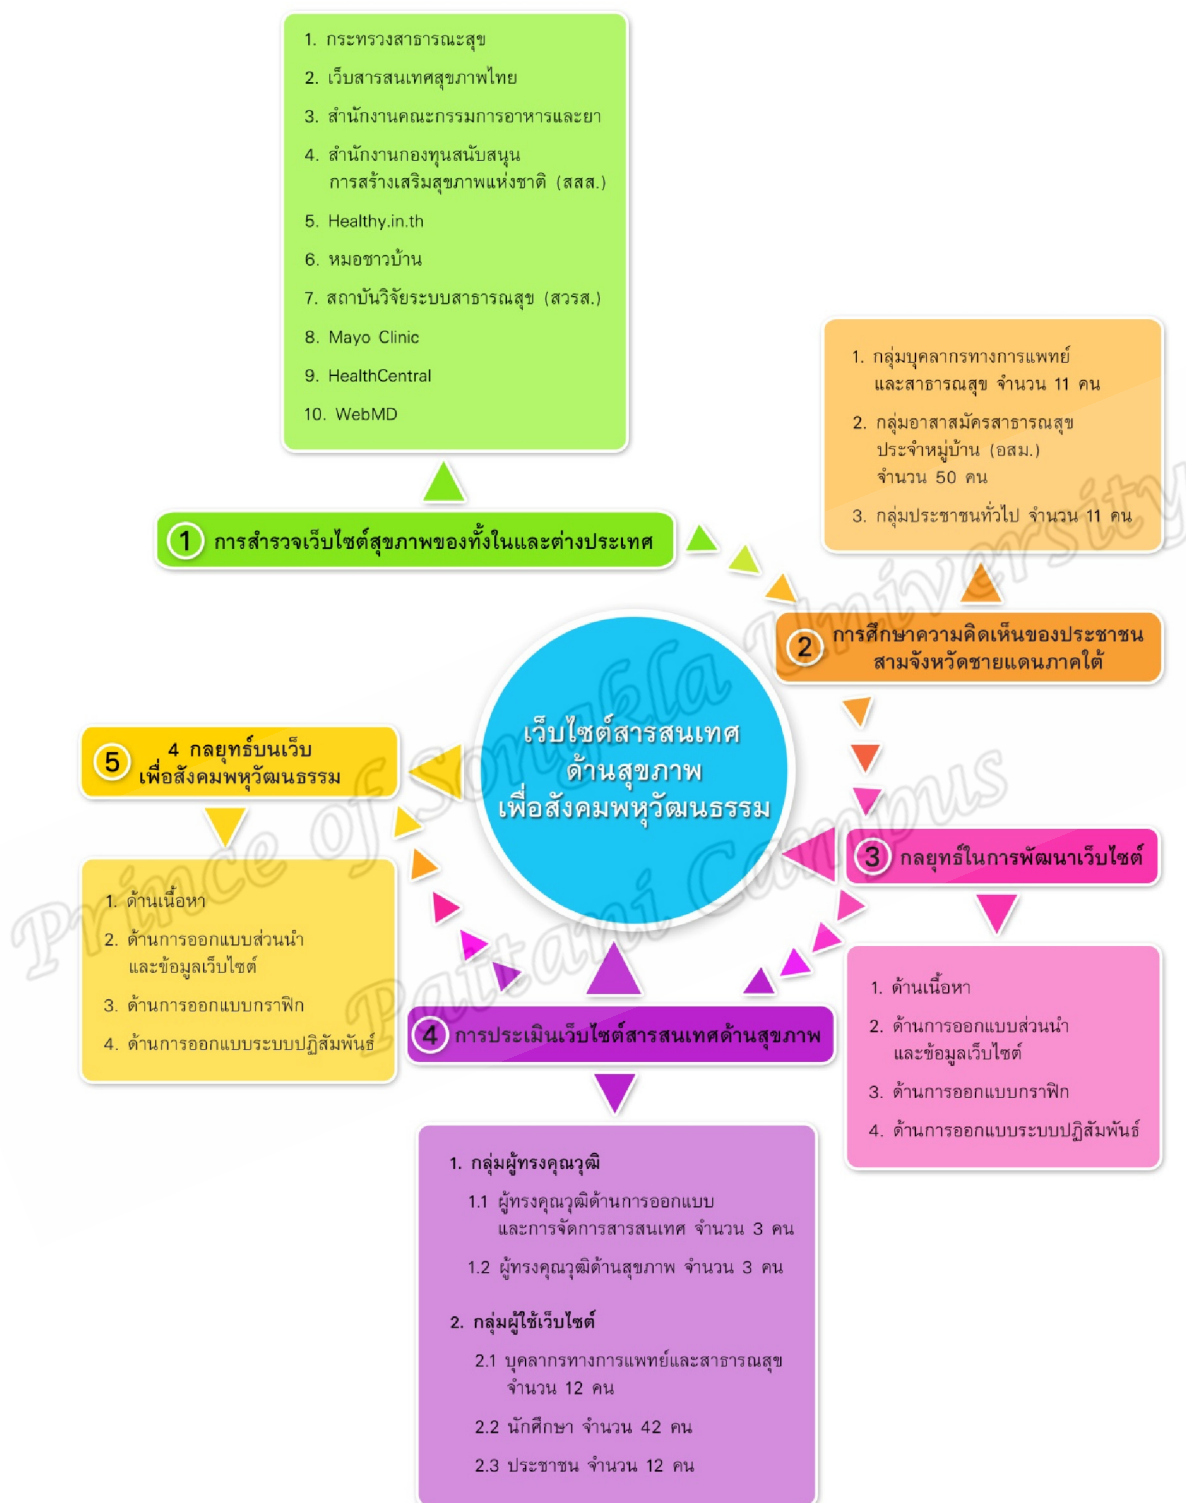 1. กระทรวงสาธารณะสุข
2. เว็บสารสนเทศสุขภาพไทย
3. สำนักงานคณะกรรมการอาหารและยา
4. สำนักงานกองทุนสนับสนุน
การสร้างเสริมสุขภาพแห่งชาติ (สสส.)
5. Healthy.in.th
6. หมอชาวบ้าน
7. สถาบันวิจัยระบบสาธารณสุข (สวรส.)
8. Mayo Clinic
9. HealthCentral
10. WebMD
1 การสำรวจเว็บไซต์สุขภาพของทั้งในและต่างประเทศ
1. กลุ่มบุคลากรทางการแพทย์
และสาธารณสุข จำนวน 11 คน
2. กลุ่มอาสาสมัครสาธารณสุข
ประจำหมู่บ้าน (อสม.)
จำนวน 50 คน
3. กลุ่มประชาชนทั่วไป จำนวน 11 คน
2 การศึกษาความคิดเห็นของประชาชน
สามจังหวัดชายแดนภาคใต้
เว็บไซต์สารสนเทศ
ด้านสุขภาพ
เพื่อสังคมพหุวัฒนธรรม
3 กลยุทธ์ในการพัฒนาเว็บไซต์
1. ด้านเนื้อหา
2. ด้านการออกแบบส่วนนำ
และข้อมูลเว็บไซต์
3. ด้านการออกแบบกราฟิก
4. ด้านการออกแบบระบบปฏิสัมพันธ์
4 การประเมินเว็บไซต์สารสนเทศด้านสุขภาพ
1. กลุ่มผู้ทรงคุณวุฒิ
1.1 ผู้ทรงคุณวุฒิด้านการออกแบบ
และการจัดการสารสนเทศ จำนวน 3 คน
1.2 ผู้ทรงคุณวุฒิด้านสุขภาพ จำนวน 3 คน
2. กลุ่มผู้ใช้เว็บไซต์
2.1 บุคลากรทางการแพทย์และสาธารณสุข
จำนวน 12 คน
2.2 นักศึกษา จำนวน 42 คน
2.3 ประชาชน จำนวน 12 คน
5 4 กลยุทธ์บนเว็บ
เพื่อสังคมพหุวัฒนธรรม
1. ด้านเนื้อหา
2. ด้านการออกแบบส่วนนำ
และข้อมูลเว็บไซต์
3. ด้านการออกแบบกราฟิก
4. ด้านการออกแบบระบบปฏิสัมพันธ์
Prince of Songkla University
Pattani Campus